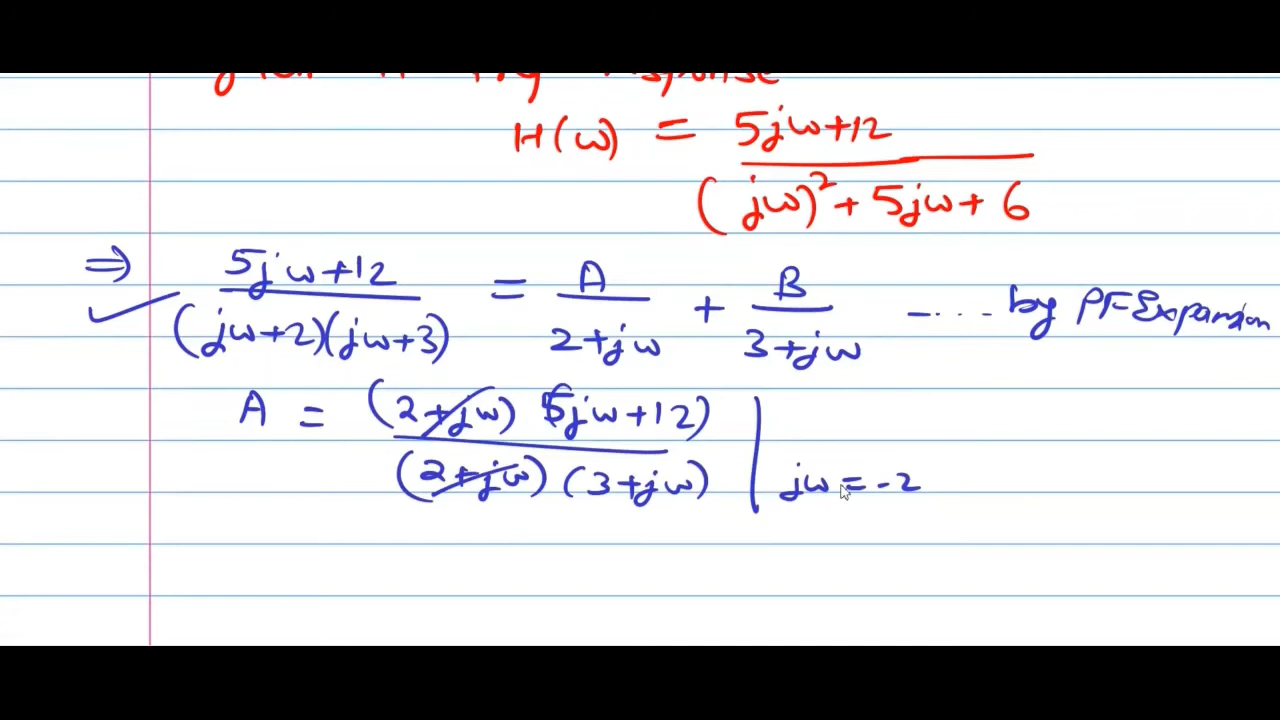 H(ω) = 5jω+12
(jω)² + 5jω + 6
⇒ 5jω+12 / (jω+2)(jω+3) = A / 2+jω + B / 3+jω ---- by PF Expansion
A = (2+jω) (5jω+12) / (2+jω) (3+jω) | jω = -2